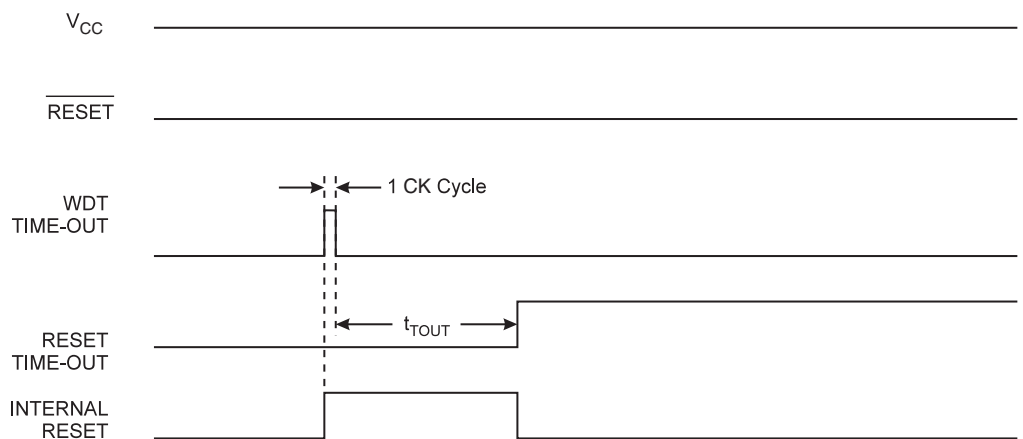 VCC
RESET
1 CK Cycle
WDT
TIME-OUT
tTOUT
RESET
TIME-OUT
INTERNAL
RESET